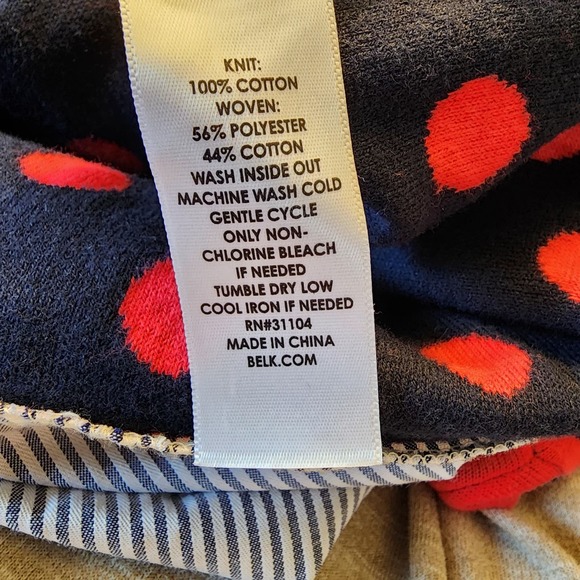 KNIT:
100% COTTON
WOVEN:
56% POLYESTER
44% COTTON
WASH INSIDE OUT
MACHINE WASH COLD
GENTLE CYCLE
ONLY NON-
CHLORINE BLEACH
IF NEEDED
TUMBLE DRY LOW
COOL IRON IF NEEDED
RN#31104
MADE IN CHINA
BELK.COM